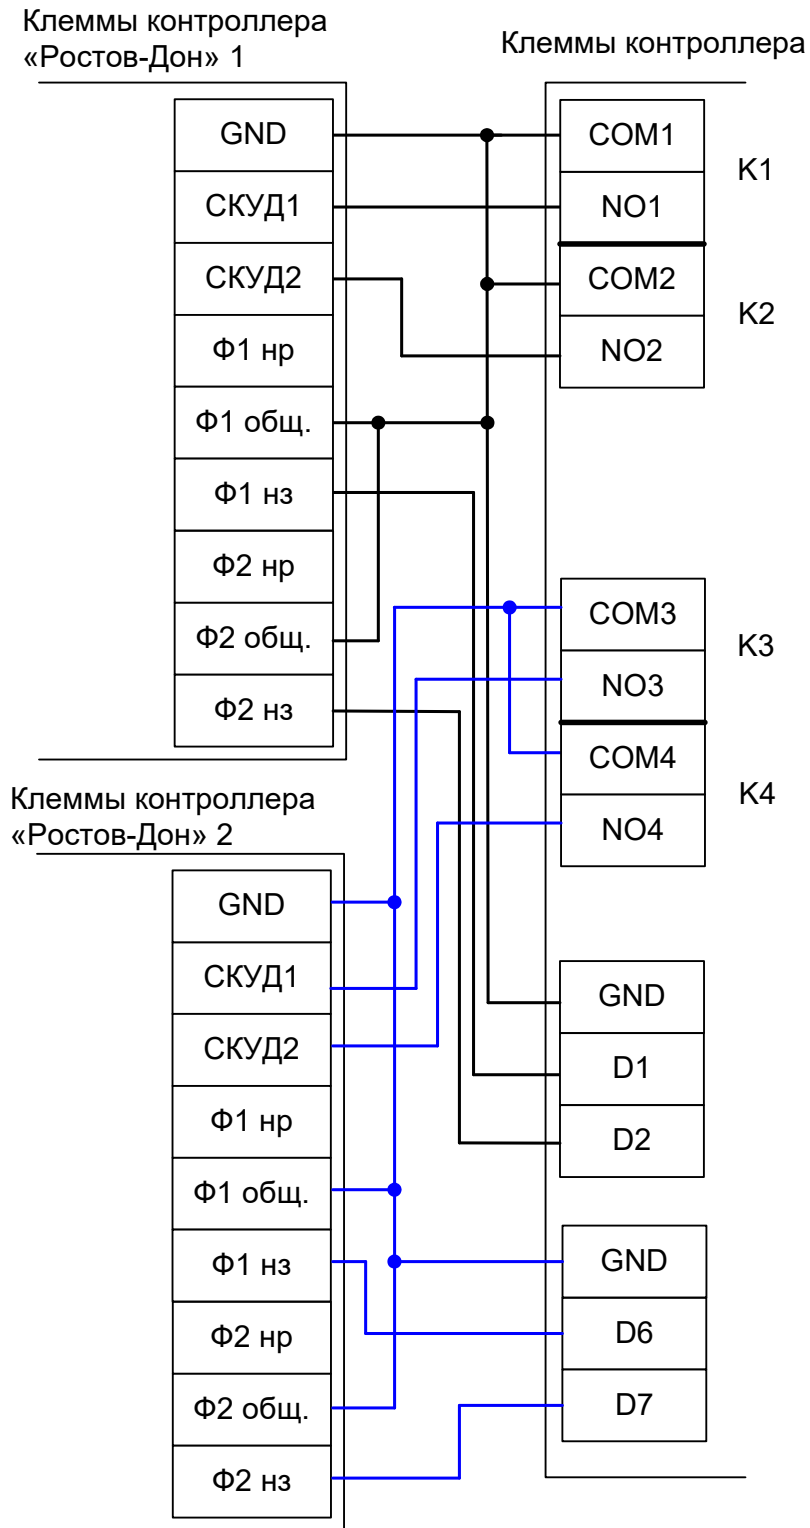 Клеммы контроллера
«Ростов-Дон» 1
GND
СКУД1
СКУД2
Ф1 нр
Ф1 общ.
Ф1 нз
Ф2 нр
Ф2 общ.
Ф2 нз
Клеммы контроллера
«Ростов-Дон» 2
GND
СКУД1
СКУД2
Ф1 нр
Ф1 общ.
Ф1 нз
Ф2 нр
Ф2 общ.
Ф2 нз
Клеммы контроллера
COM1
K1
NO1
COM2
K2
NO2
COM3
K3
NO3
COM4
K4
NO4
GND
D1
D2
GND
D6
D7